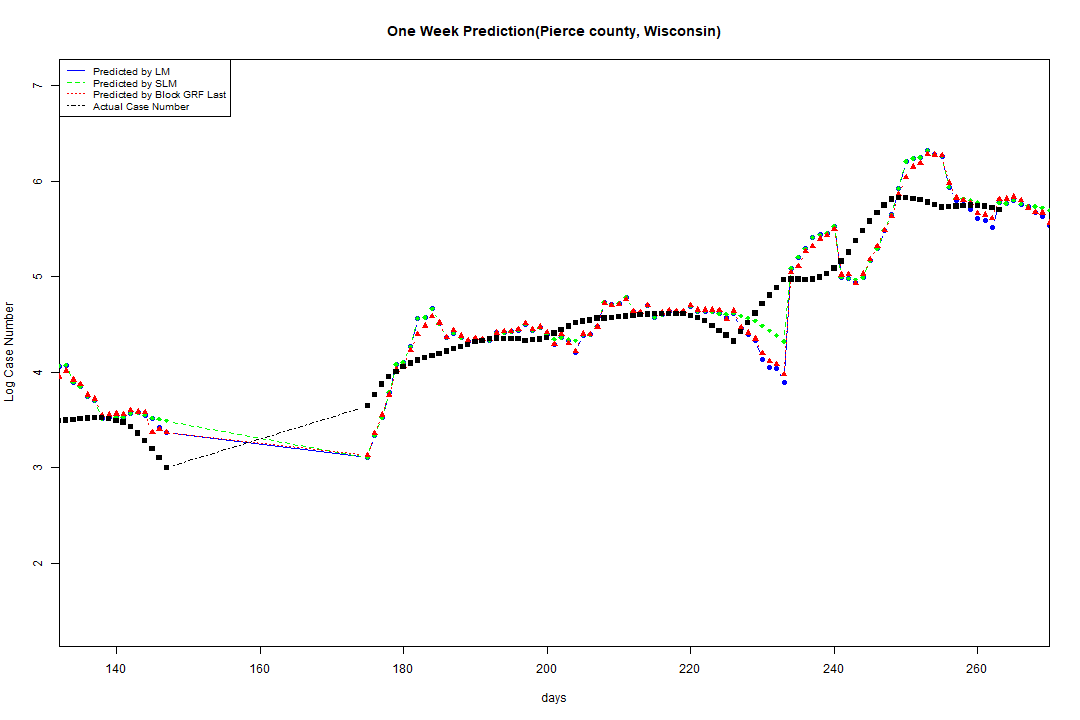 One Week Prediction(Pierce county, Wisconsin)
Predicted by LM
Predicted by SLM
Predicted by Block GRF Last
Actual Case Number
7
6
5
4
3
2
Log Case Number
140 160 180 200 220 240 260
days